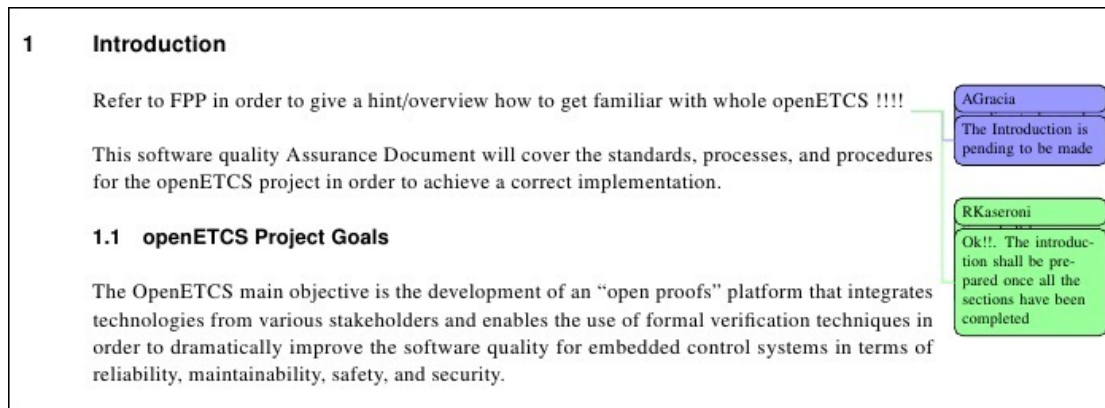 1 Introduction
Refer to FPP in order to give a hint/overview how to get familiar with whole openETCS !!!!
This software quality Assurance Document will cover the standards, processes, and procedures
for the openETCS project in order to achieve a correct implementation.
1.1 openETCS Project Goals
The OpenETCS main objective is the development of an “open proofs” platform that integrates
technologies from various stakeholders and enables the use of formal verification techniques in
order to dramatically improve the software quality for embedded control systems in terms of
reliability, maintainability, safety, and security.
AGracia
The Introduction is
pending to be made
RKaseroni
Ok!!. The introduc-
tion shall be pre-
pared once all the
sections have been
completed